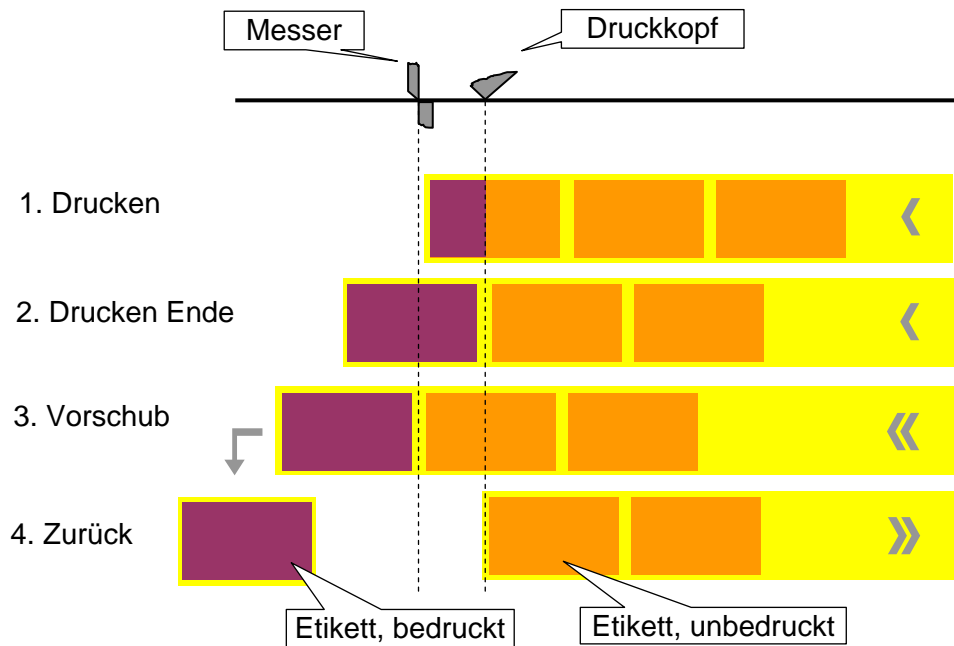 Messer
Druckkopf
1. Drucken
2. Drucken Ende
3. Vorschub
4. Zurück
Etikett, bedruckt
Etikett, unbedruckt